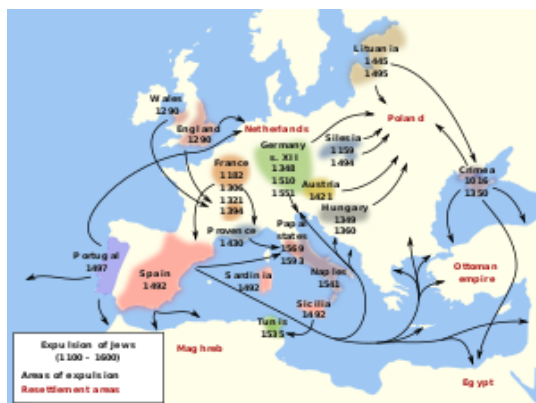 Lituania
1445
1495
Wales
1290
England
1290
Netherlands
Poland
Germany
s. XII
1348
1510
1551
Silesia
1159
1494
France
1182
1306
1321
1394
Austria
1421
Crimea
1016
1350
Hungary
1349
1360
Provence
1430
Papal
states
1569
1593
Portugal
1497
Spain
1492
Sardinia
1492
Naples
1541
Ottoman
empire
Sicilia
1492
Tunis
1535
Maghreb
Egypt
Expulsion of Jews
(1100 - 1600)
Areas of expulsion
Resettlement areas